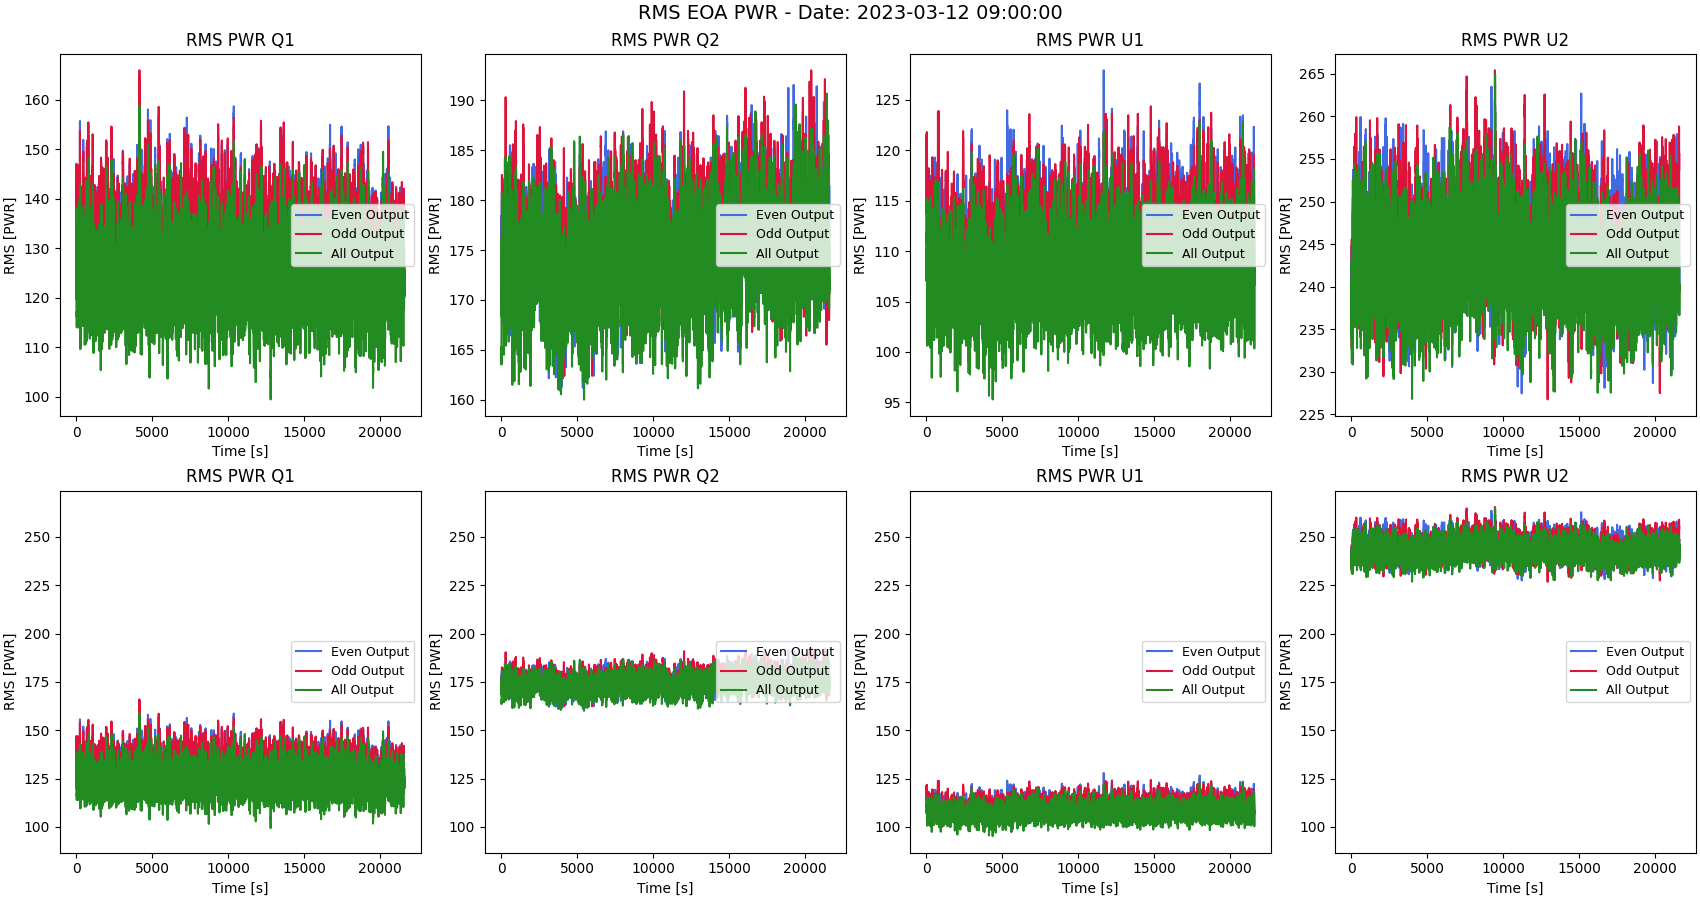 RMS EOA PWR - Date: 2023-03-12 09:00:00
RMS PWR Q1
RMS [PWR]
160
150
140
130
120
110
100
0 5000 10000 15000 20000
Time [s]
Even Output
Odd Output
All Output
RMS PWR Q2
RMS [PWR]
190
185
180
175
170
165
160
0 5000 10000 15000 20000
Time [s]
Even Output
Odd Output
All Output
RMS PWR U1
RMS [PWR]
125
120
115
110
105
100
95
0 5000 10000 15000 20000
Time [s]
Even Output
Odd Output
All Output
RMS PWR U2
RMS [PWR]
265
260
255
250
245
240
235
230
225
0 5000 10000 15000 20000
Time [s]
Even Output
Odd Output
All Output
RMS PWR Q1
RMS [PWR]
250
225
200
175
150
125
100
0 5000 10000 15000 20000
Time [s]
Even Output
Odd Output
All Output
RMS PWR Q2
RMS [PWR]
250
225
200
175
150
125
100
0 5000 10000 15000 20000
Time [s]
Even Output
Odd Output
All Output
RMS PWR U1
RMS [PWR]
250
225
200
175
150
125
100
0 5000 10000 15000 20000
Time [s]
Even Output
Odd Output
All Output
RMS PWR U2
RMS [PWR]
250
225
200
175
150
125
100
0 5000 10000 15000 20000
Time [s]
Even Output
Odd Output
All Output